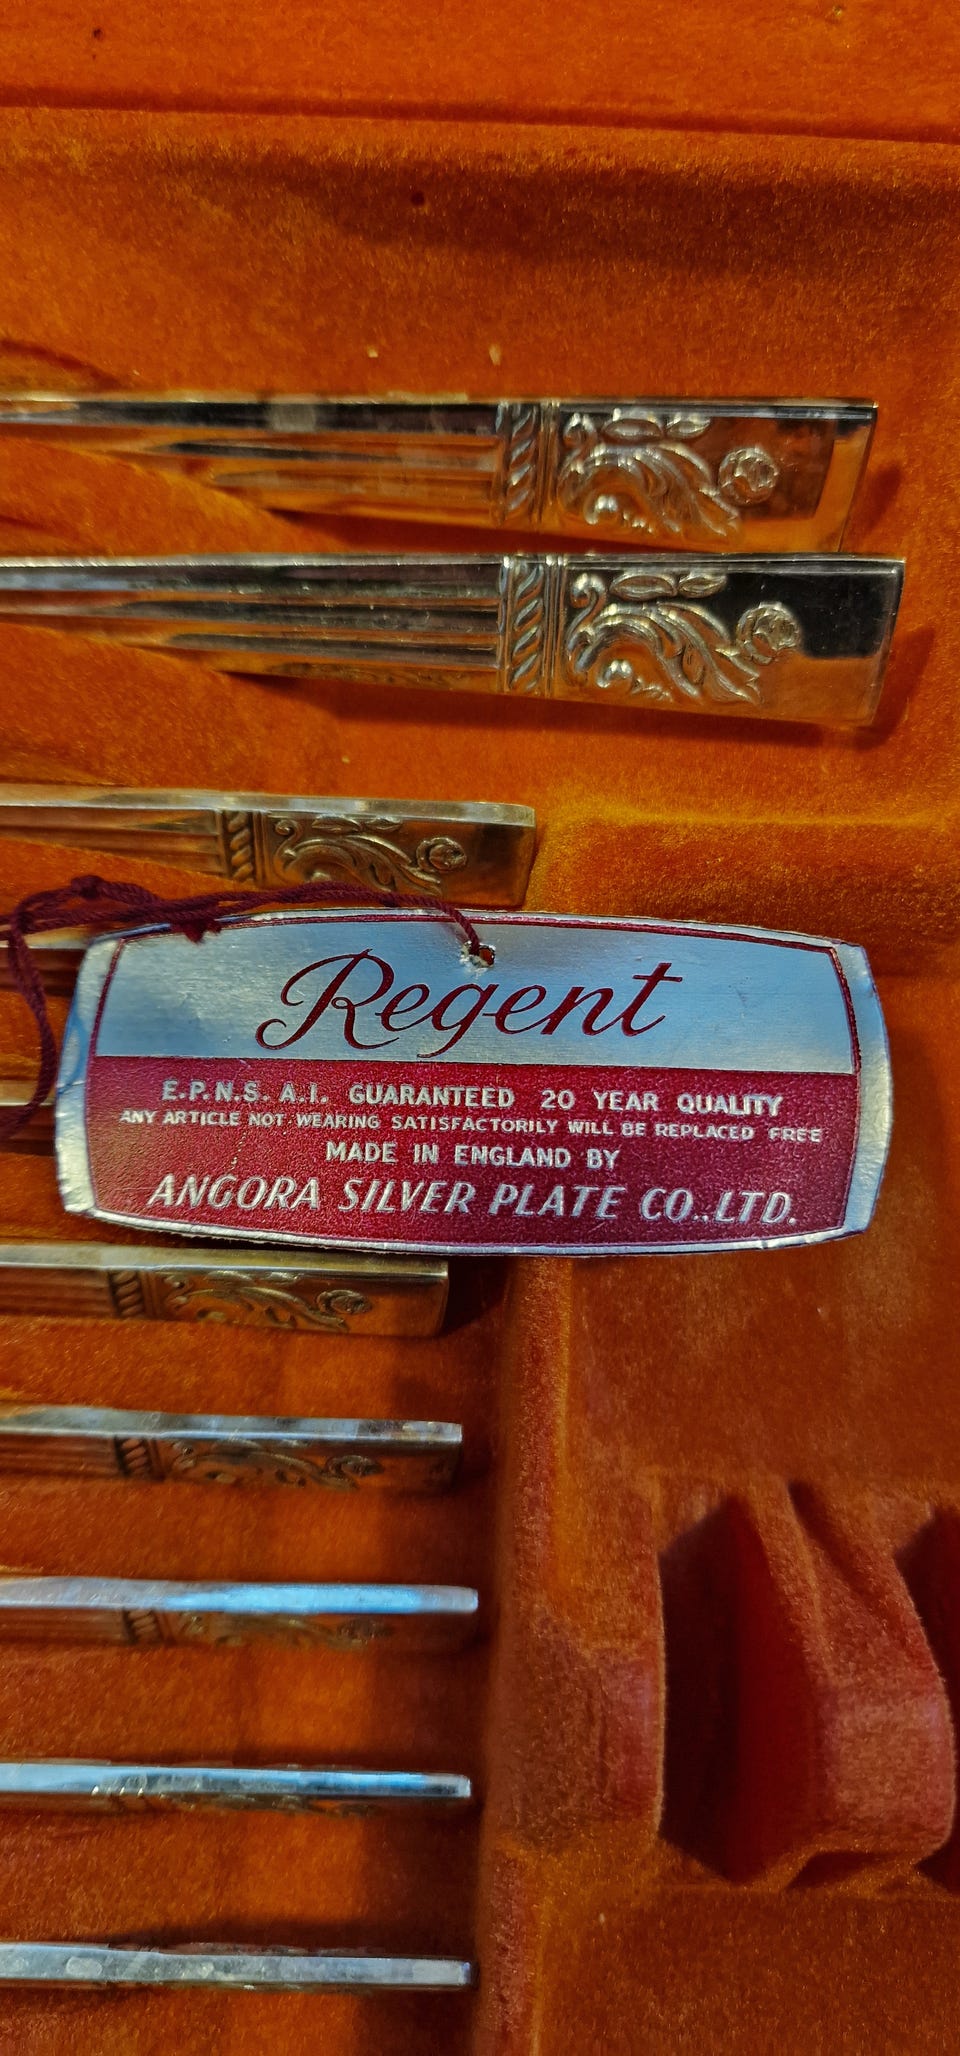 Regent
E.P.N.S. A.I. GUARANTEED 20 YEAR QUALITY
ANY ARTICLE NOT WEARING SATISFACTORILY WILL BE REPLACED FREE
MADE IN ENGLAND BY
ANGORA SILVER PLATE CO.,LTD.